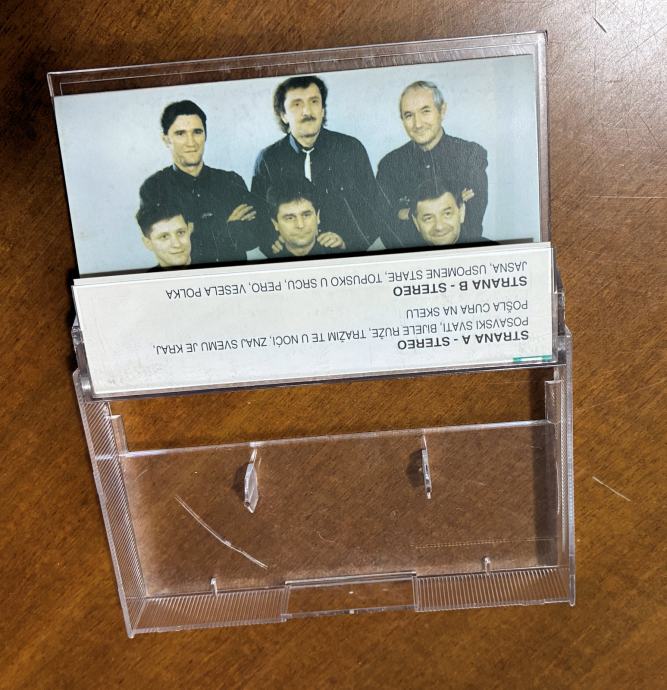 STRANA A - STEREO
POSAVSKI SVATI, BIJELE RUŽE, TRAŽIM TE U NOĆI, ZNAJ SVEMU JE KRAJ,
POŠLA CURA NA SKELU
STRANA B - STEREO
JASNA, USPOMENE STARE, TOPUSKO U SRCU, PERO, VESELA POLKA